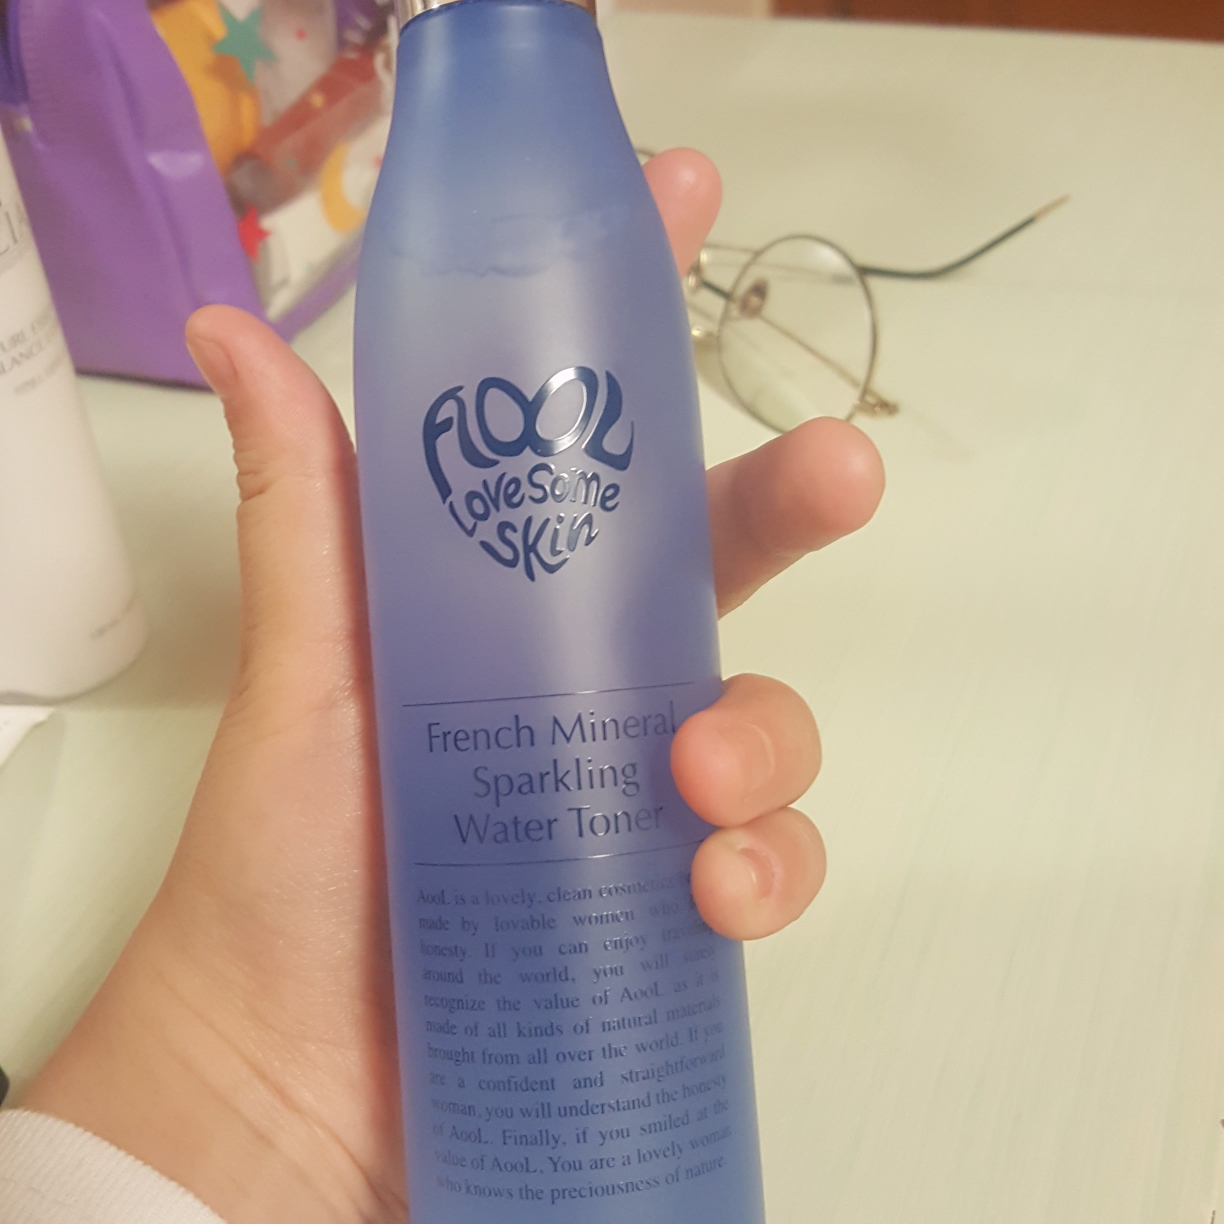 AooL
LoveSome
Skin
French Mineral
Sparkling
Water Toner
AooL is a lovely, clean cosmetics
made by lovable women who
honesty. If you can enjoy traveling
around the world, you will surely
recognize the value of AooL as it is
made of all kinds of natural materials
brought from all over the world. If you
are a confident and straightforward
woman, you will understand the honesty
of AooL. Finally, if you smiled at the
value of AooL, You are a lovely woman
who knows the preciousness of nature.